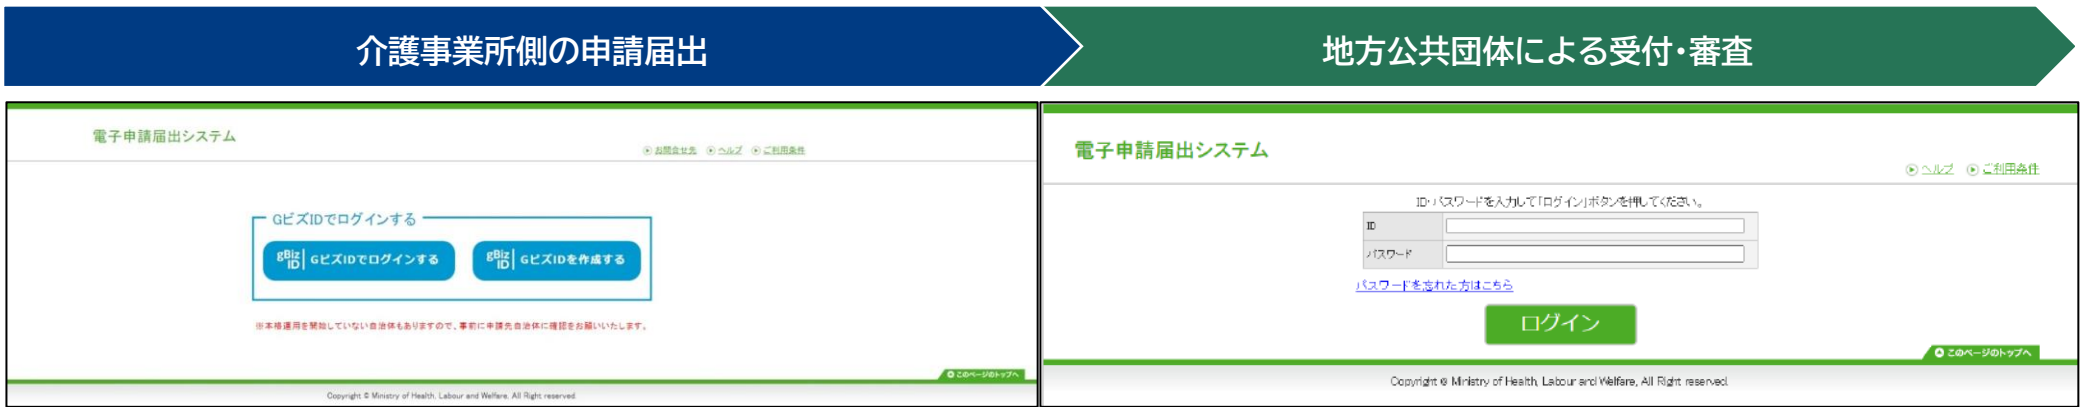 介護事業所側の申請届出
地方公共団体による受付・審査
電子申請届出システム
お問合せ先 ヘルプ ご利用条件
GビズIDでログインする
gBiz ID GビズIDでログインする
gBiz ID GビズIDを作成する
※本格運用を開始していない自治体もありますので、事前に申請先自治体に確認をお願いいたします。
このページのトップへ
Copyright © Ministry of Health, Labour and Welfare, All Right reserved.
電子申請届出システム
ヘルプ ご利用条件
ID・パスワードを入力して「ログイン」ボタンを押してください。
ID
パスワード
パスワードを忘れた方はこちら
ログイン
このページのトップへ
Copyright © Ministry of Health, Labour and Welfare, All Right reserved.